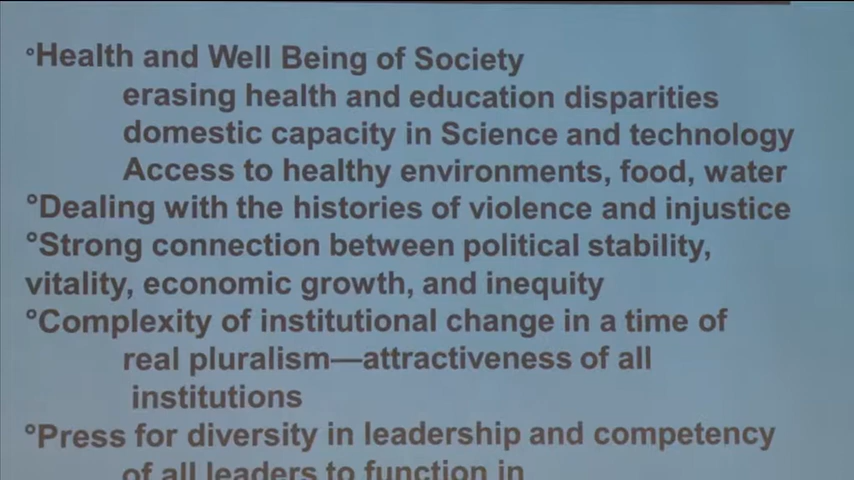 °Health and Well Being of Society
erasing health and education disparities
domestic capacity in Science and technology
Access to healthy environments, food, water
°Dealing with the histories of violence and injustice
°Strong connection between political stability,
vitality, economic growth, and inequity
°Complexity of institutional change in a time of
real pluralism—attractiveness of all
institutions
°Press for diversity in leadership and competency
of all leaders to function in